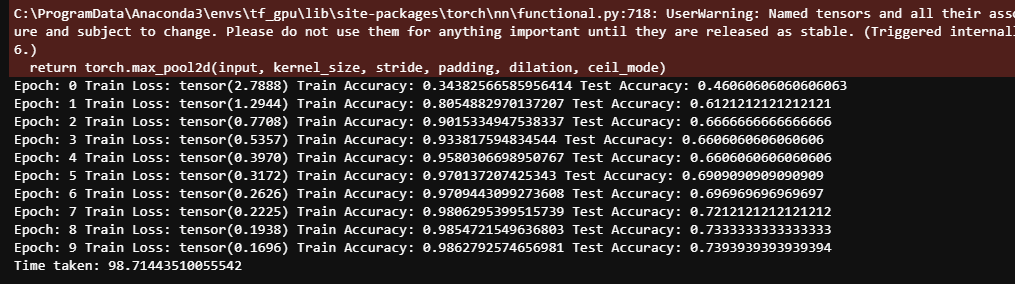 C:\ProgramData\Anaconda3\envs\tf_gpu\lib\site-packages\torch\nn\functional.py:718: UserWarning: Named tensors and all their asso
ure and subject to change. Please do not use them for anything important until they are released as stable. (Triggered internall
6.)
return torch.max_pool2d(input, kernel_size, stride, padding, dilation, ceil_mode)
Epoch: 0 Train Loss: tensor(2.7888) Train Accuracy: 0.34382566585956414 Test Accuracy: 0.46060606060606063
Epoch: 1 Train Loss: tensor(1.2944) Train Accuracy: 0.8054882970137207 Test Accuracy: 0.6121212121212121
Epoch: 2 Train Loss: tensor(0.7708) Train Accuracy: 0.9015334947538337 Test Accuracy: 0.6666666666666666
Epoch: 3 Train Loss: tensor(0.5357) Train Accuracy: 0.933817594834544 Test Accuracy: 0.6606060606060606
Epoch: 4 Train Loss: tensor(0.3970) Train Accuracy: 0.9580306698950767 Test Accuracy: 0.6606060606060606
Epoch: 5 Train Loss: tensor(0.3172) Train Accuracy: 0.970137207425343 Test Accuracy: 0.6909090909090909
Epoch: 6 Train Loss: tensor(0.2626) Train Accuracy: 0.9709443099273608 Test Accuracy: 0.696969696969697
Epoch: 7 Train Loss: tensor(0.2225) Train Accuracy: 0.9806295399515739 Test Accuracy: 0.7212121212121212
Epoch: 8 Train Loss: tensor(0.1938) Train Accuracy: 0.9854721549636803 Test Accuracy: 0.7333333333333333
Epoch: 9 Train Loss: tensor(0.1696) Train Accuracy: 0.9862792574656981 Test Accuracy: 0.7393939393939394
Time taken: 98.71443510055542